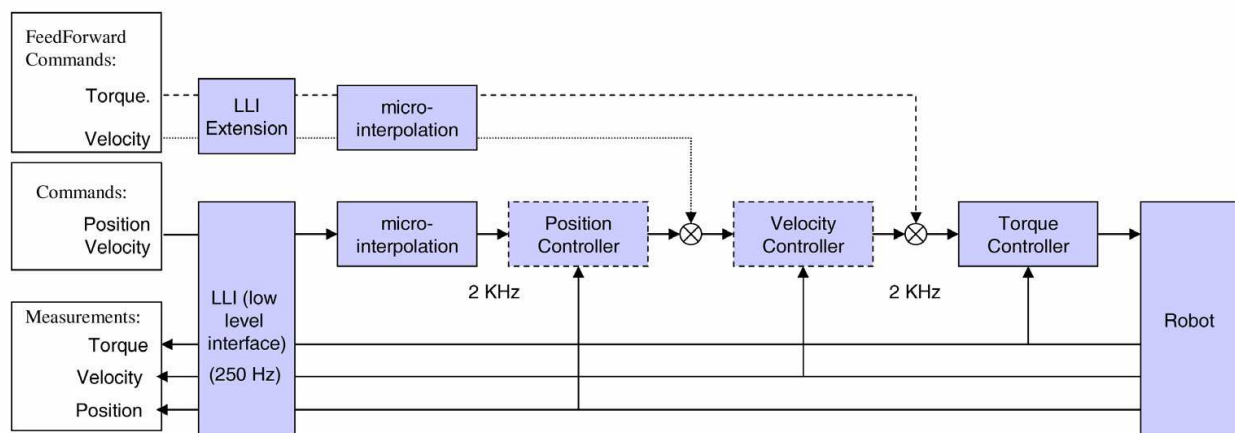 FeedForward
Commands:
Torque.
Velocity
LLI
Extension
micro-
interpolation
Commands:
Position
Velocity
LLI (low
level
interface)
(250 Hz)
micro-
interpolation
Position
Controller
Velocity
Controller
Torque
Controller
2 KHz
2 KHz
Robot
Measurements:
Torque
Velocity
Position